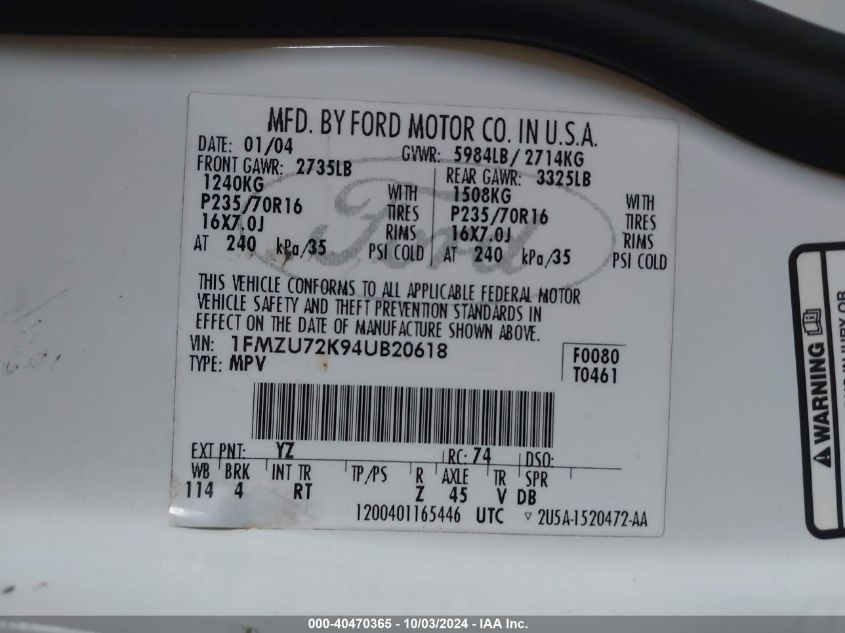 MFD. BY FORD MOTOR CO. IN U.S.A.
DATE: 01/04 GVWR: 5984LB/ 2714KG
FRONT GAWR: 2735LB REAR GAWR: 3325LB
1240KG WITH 1508KG WITH
P235/70R16 TIRES P235/70R16 TIRES
16X7.0J RIMS 16X7.0J RIMS
AT 240 kPa/35 PSI COLD AT 240 kPa/35 PSI COLD
Ford
THIS VEHICLE CONFORMS TO ALL APPLICABLE FEDERAL MOTOR
VEHICLE SAFETY AND THEFT PREVENTION STANDARDS IN
EFFECT ON THE DATE OF MANUFACTURE SHOWN ABOVE.
VIN: 1FMZU72K94UB20618 F0080
TYPE: MPV T0461
EXT PNT: YZ RC: 74 DSO:
WB BRK INT TR TP/PS R AXLE TR SPR
114 4 RT Z 45 V DB
1200401165446 UTC ▽ 2U5A-1520472-AA
WARNING
000-40470365 - 10/03/2024 - IAA Inc.